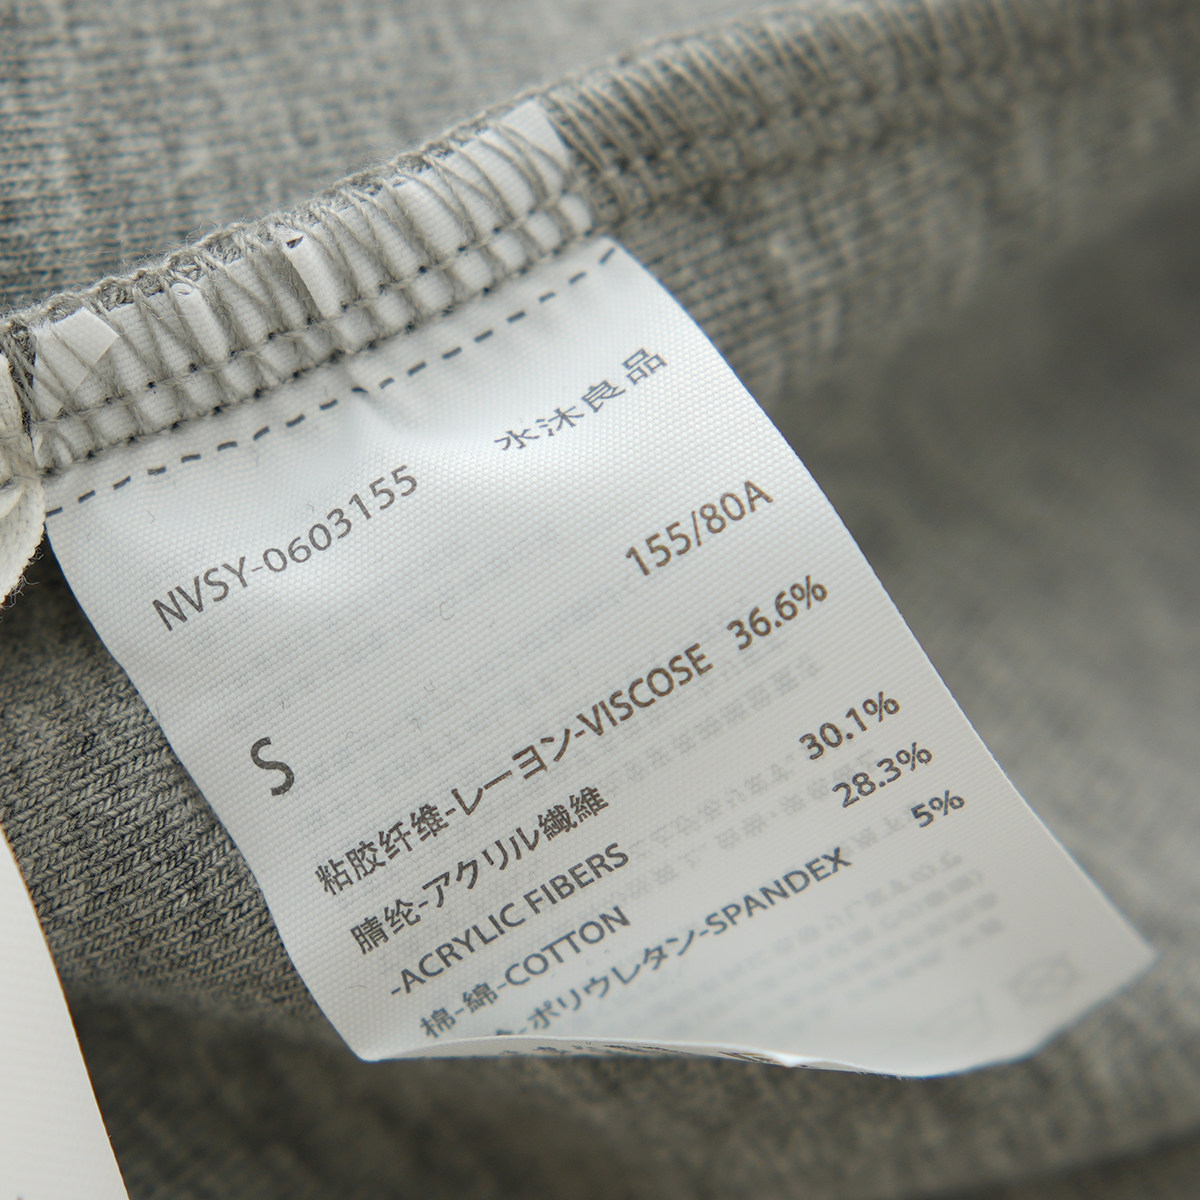 水沐良品
NVSY-0603155
155/80A
S
粘胶纤维-レーヨン-VISCOSE 36.6%
腈纶-アクリル繊維 30.1%
-ACRYLIC FIBERS
棉-綿-COTTON 28.3%
-ポリウレタン-SPANDEX 5%